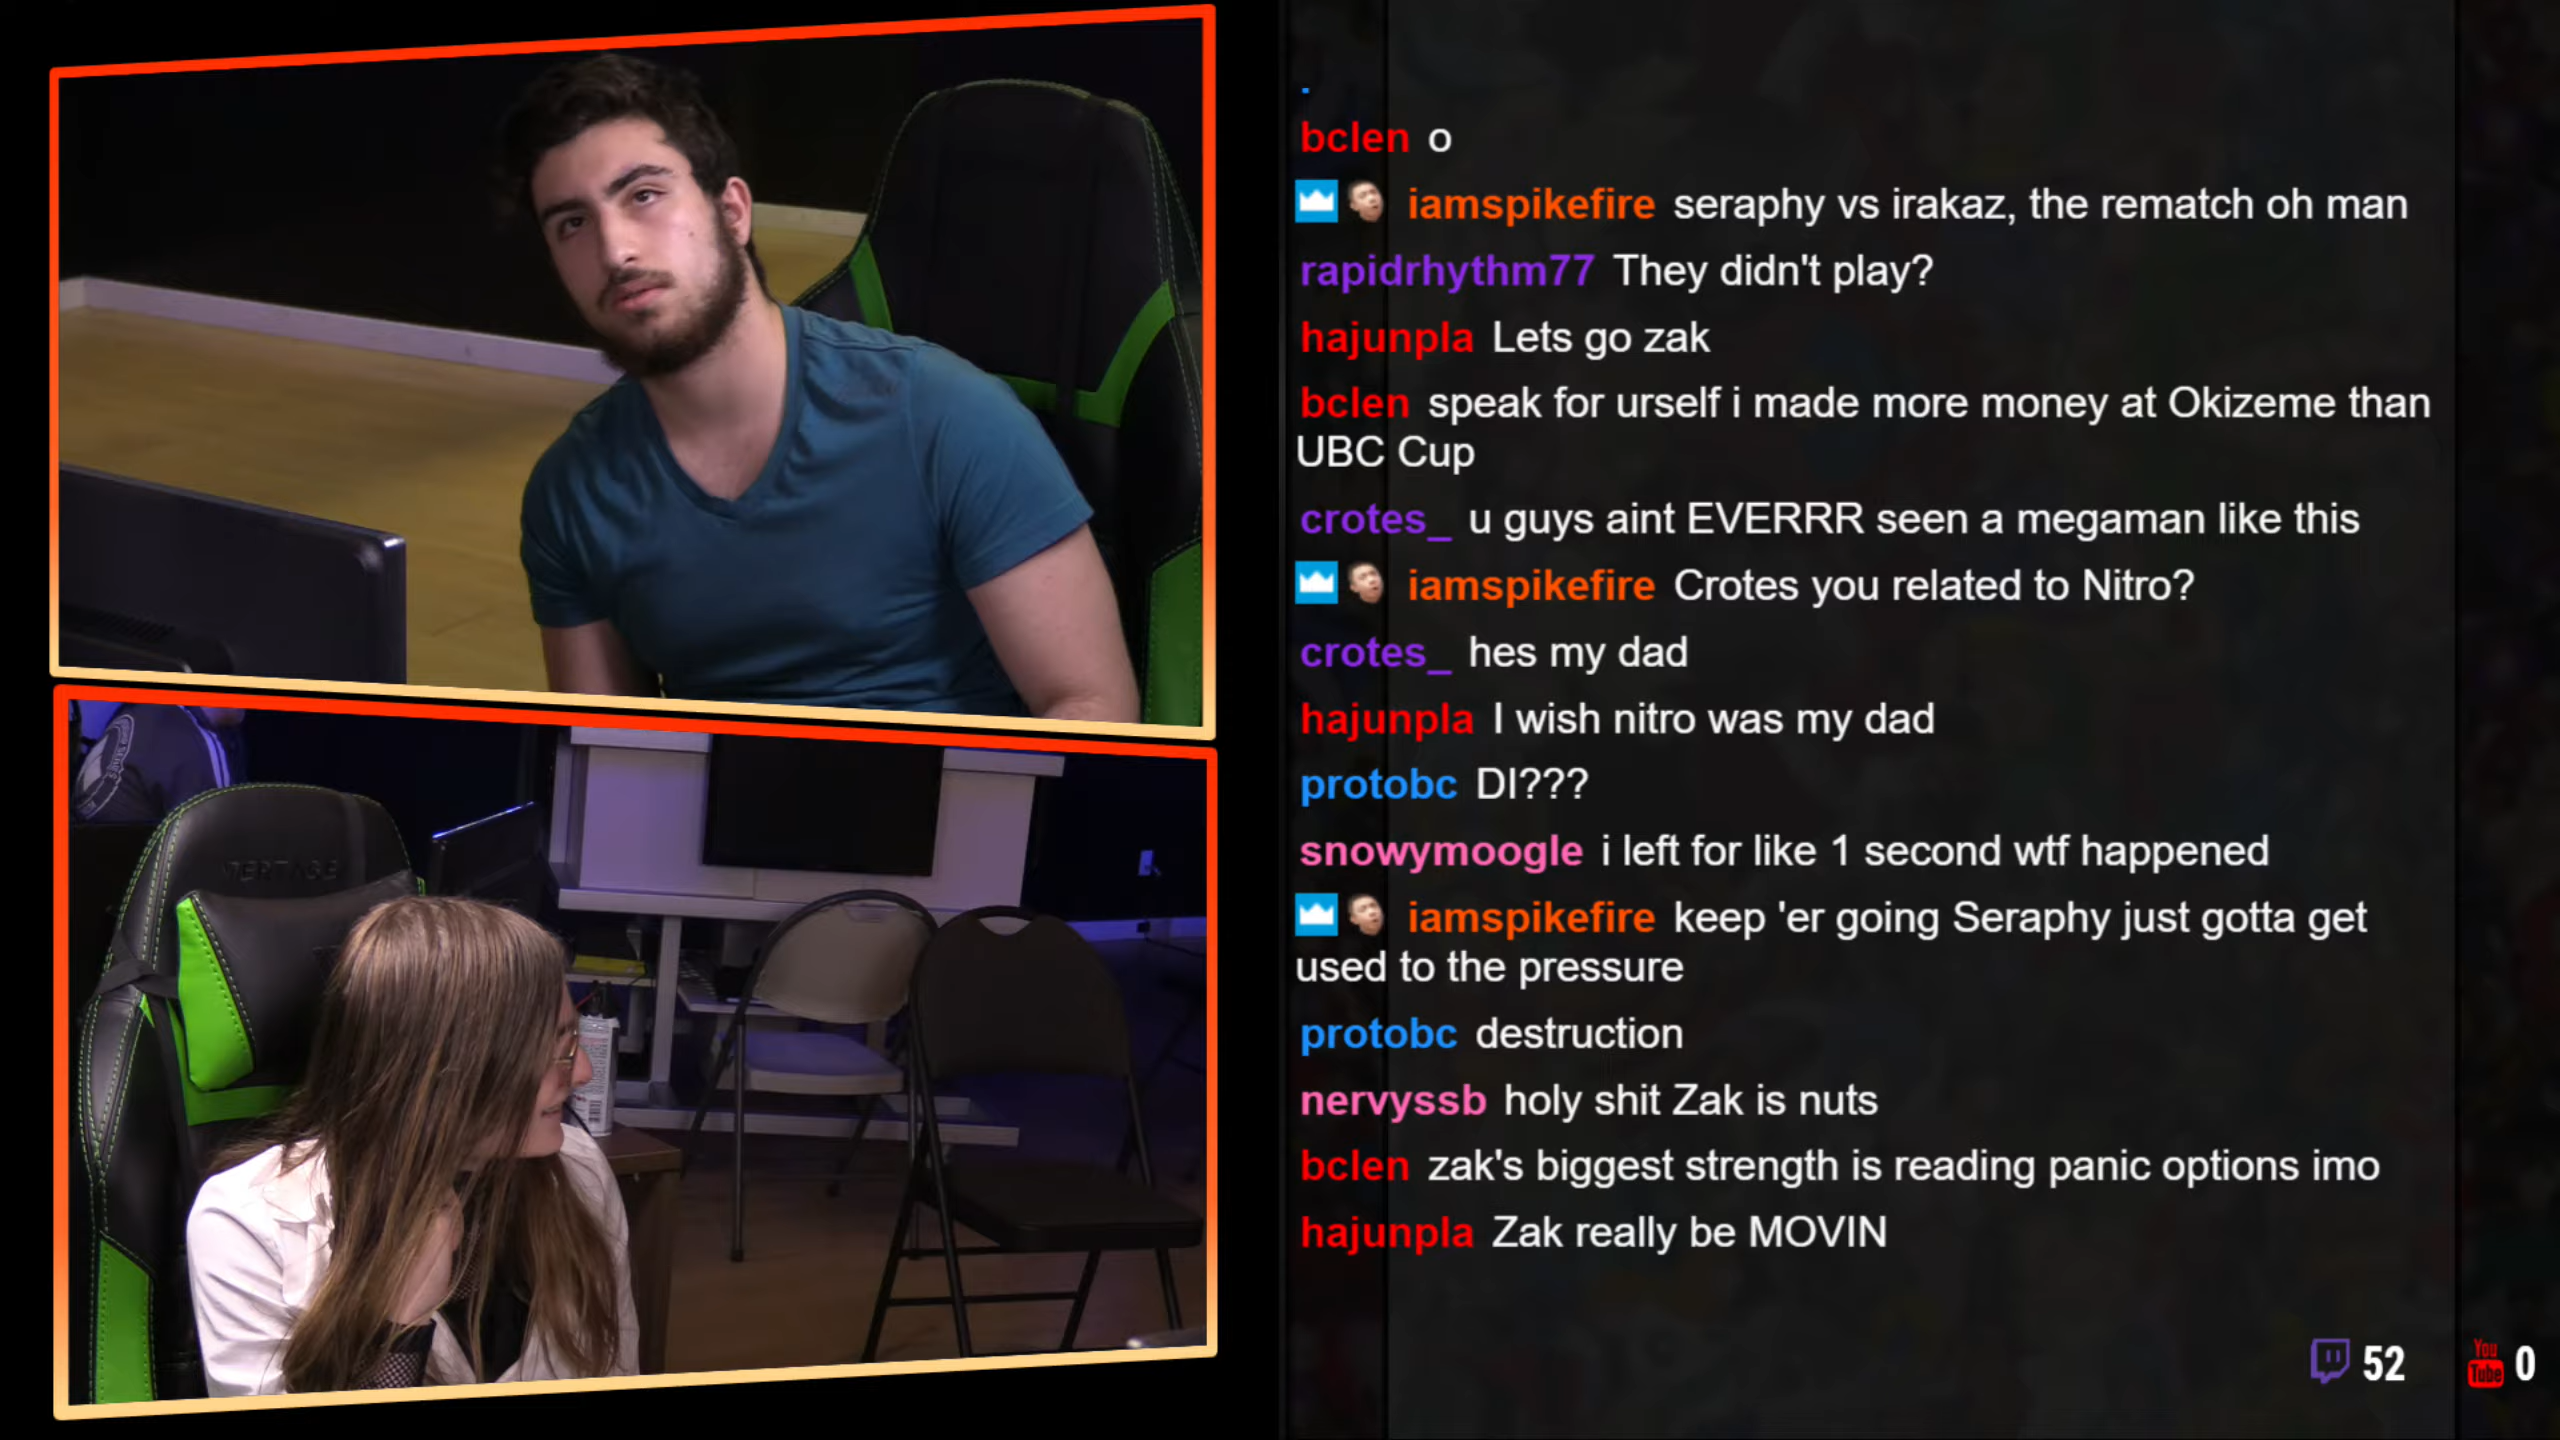 bclen o
iamspikefire seraphy vs irakaz, the rematch oh man
rapidrhythm77 They didn't play?
hajunpla Lets go zak
bclen speak for urself i made more money at Okizeme than
UBC Cup
crotes_ u guys aint EVERRR seen a megaman like this
iamspikefire Crotes you related to Nitro?
crotes_ hes my dad
hajunpla I wish nitro was my dad
protobc DI???
snowymoogle i left for like 1 second wtf happened
iamspikefire keep 'er going Seraphy just gotta get
used to the pressure
protobc destruction
nervyssb holy shit Zak is nuts
bclen zak's biggest strength is reading panic options imo
hajunpla Zak really be MOVIN
52
You
Tube 0
VERTAGEAR